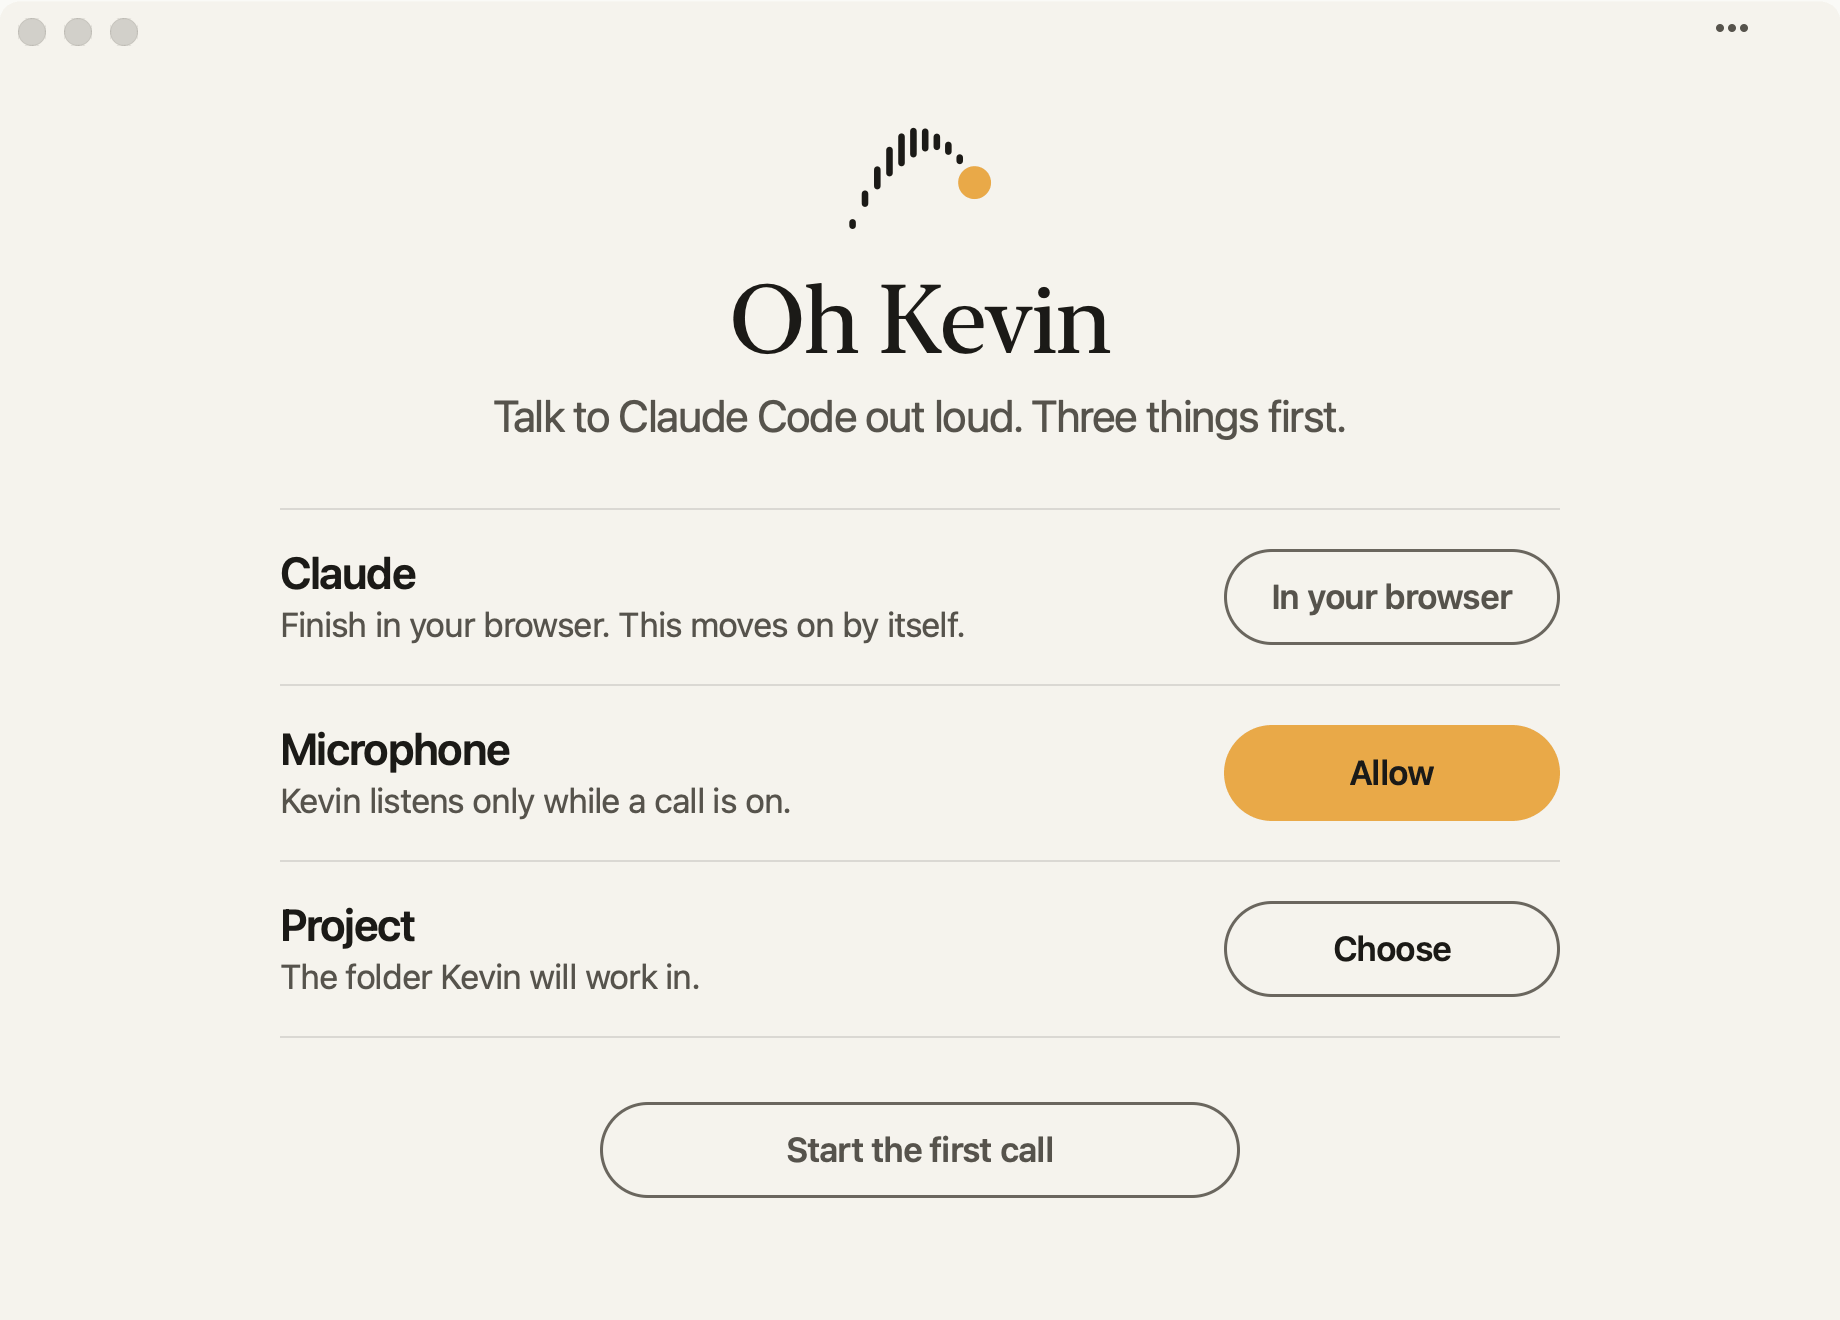 Oh Kevin
Talk to Claude Code out loud. Three things first.
Claude
Finish in your browser. This moves on by itself.
In your browser
Microphone
Kevin listens only while a call is on.
Allow
Project
The folder Kevin will work in.
Choose
Start the first call